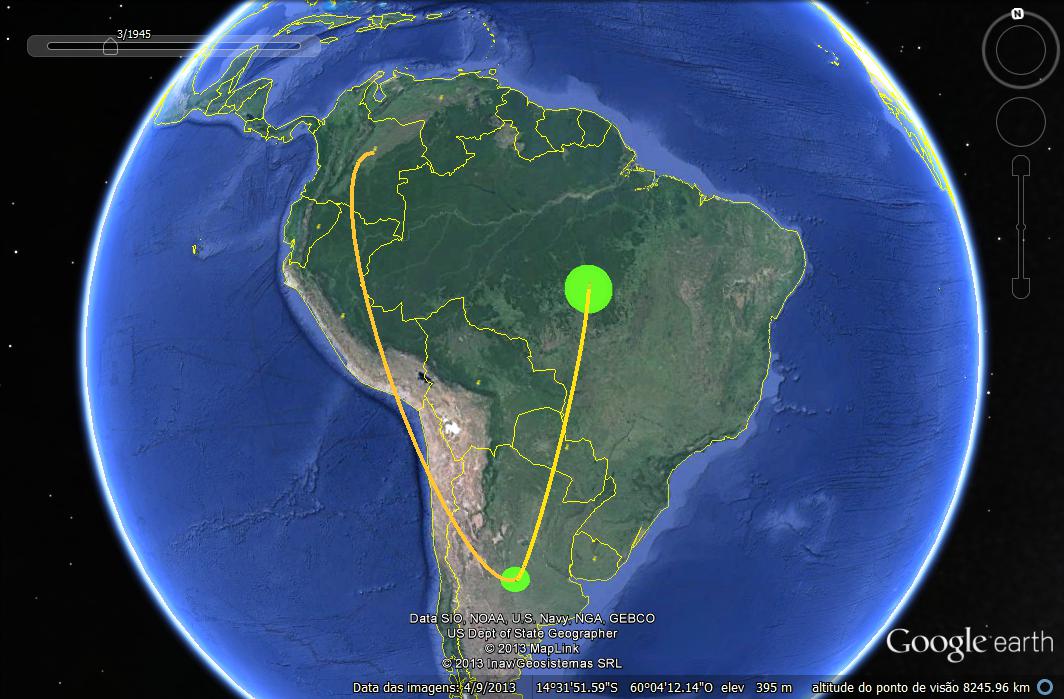 3/1945
N
Data SIO, NOAA, U.S. Navy, NGA, GEBCO
US Dept of State Geographer
© 2013 MapLink
© 2013 Inav/Geosistemas SRL
Google earth
Data das imagens: 4/9/2013 14°31'51.59"S 60°04'12.14"O elev 395 m altitude do ponto de visão 8245.96 km